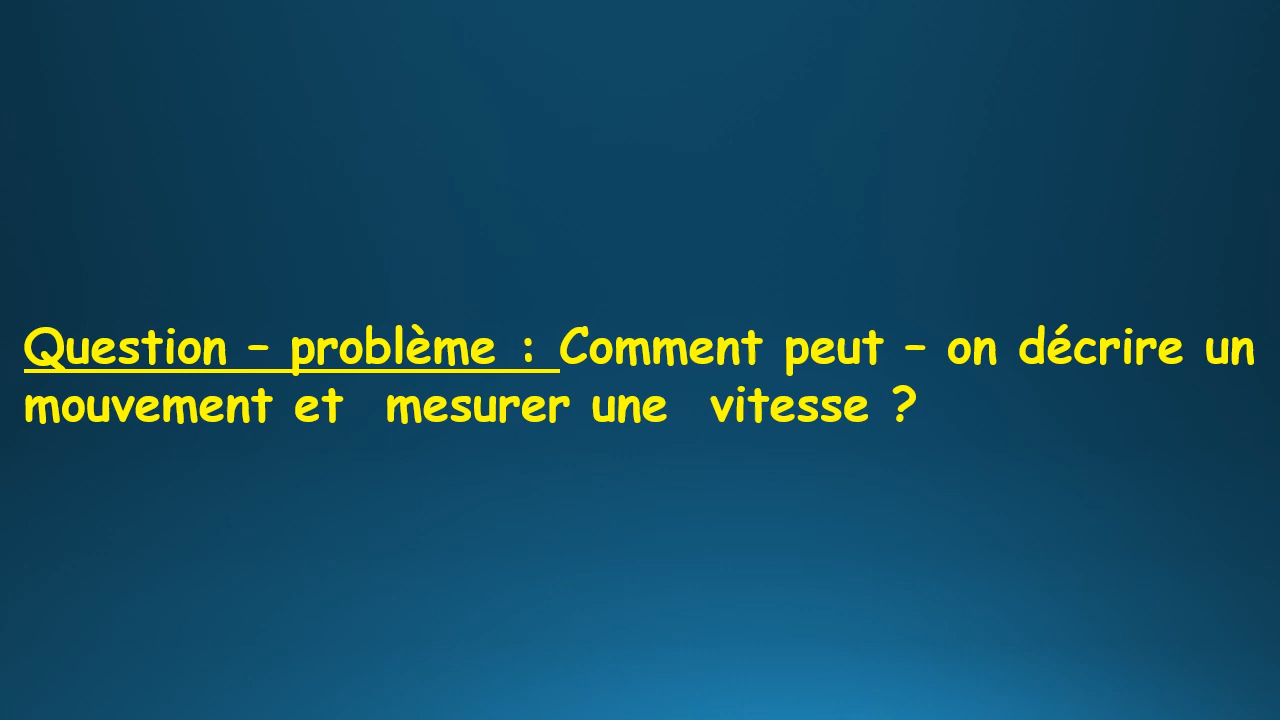 Question – problème : Comment peut – on décrire un
mouvement et mesurer une vitesse ?